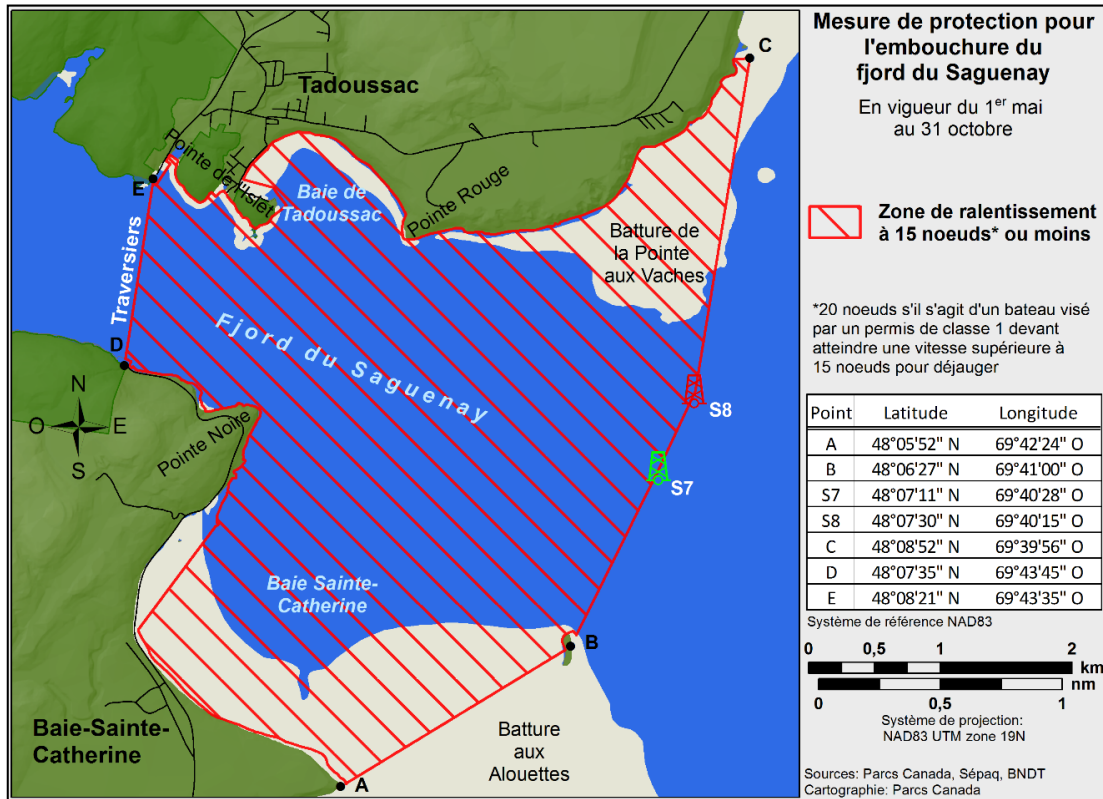 Mesure de protection pour
l'embouchure du
fjord du Saguenay
En vigueur du 1er mai
au 31 octobre
Zone de ralentissement
à 15 noeuds* ou moins
*20 noeuds s'il s'agit d'un bateau visé
par un permis de classe 1 devant
atteindre une vitesse supérieure à
15 noeuds pour déjauger
Point Latitude Longitude
A 48°05'52" N 69°42'24" O
B 48°06'27" N 69°41'00" O
S7 48°07'11" N 69°40'28" O
S8 48°07'30" N 69°40'15" O
C 48°08'52" N 69°39'56" O
D 48°07'35" N 69°43'45" O
E 48°08'21" N 69°43'35" O
Système de référence NAD83
0 0,5 1 2
km
nm
0 0,5 1
Système de projection:
NAD83 UTM zone 19N
Sources: Parcs Canada, Sépaq, BNDT
Cartographie: Parcs Canada
C
Tadoussac
Pointe de l'Islet
E
Baie de
Tadoussac
Pointe Rouge
Batture de
la Pointe
aux Vaches
Traversiers
Fjord du Saguenay
D
N
O
E
S
Pointe Noire
S8
S7
Baie Sainte-
Catherine
B
Baie-Sainte-
Catherine
Batture
aux
Alouettes
A